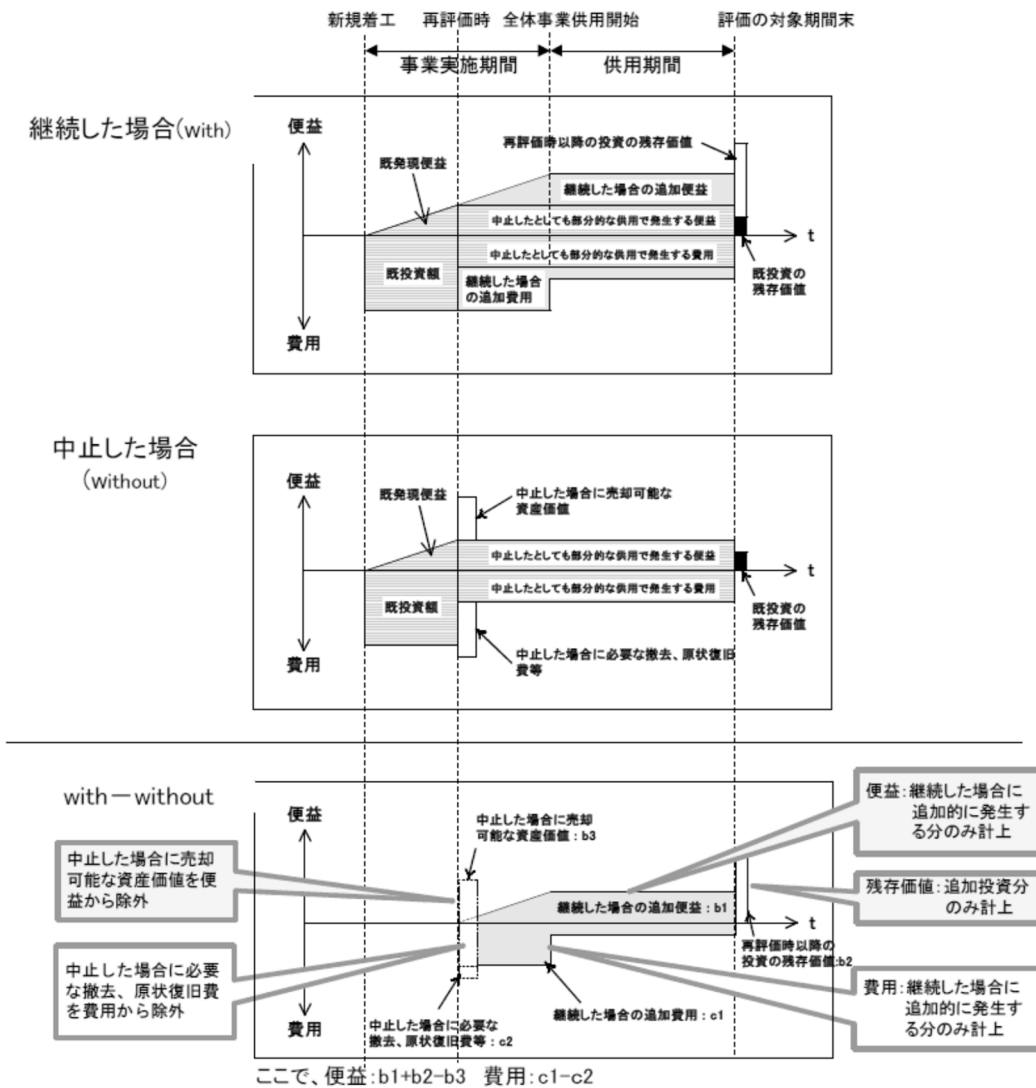 新規着工 再評価時 全体事業供用開始 評価の対象期間末
事業実施期間 供用期間
継続した場合(with)
便益
再評価時以降の投資の残存価値
既発現便益
継続した場合の追加便益
中止したとしても部分的な供用で発生する便益
t
中止したとしても部分的な供用で発生する費用
既投資額
継続した場合
の追加費用
既投資の
残存価値
費用
中止した場合
(without)
便益
既発現便益
中止した場合に売却可能な
資産価値
中止したとしても部分的な供用で発生する便益
t
中止したとしても部分的な供用で発生する費用
既投資額
既投資の
残存価値
費用
中止した場合に必要な撤去、原状復旧
費等
with－without
便益
中止した場合に売却
可能な資産価値：b3
便益：継続した場合に
追加的に発生す
る分のみ計上
中止した場合に売却
可能な資産価値を便
益から除外
継続した場合の追加便益：b1
残存価値：追加投資分
のみ計上
再評価時以降の
投資の残存価値:b2
中止した場合に必要
な撤去、原状復旧費
を費用から除外
費用
中止した場合に必要な
撤去、原状復旧費等：c2
継続した場合の追加費用：c1
費用：継続した場合に
追加的に発生す
る分のみ計上
ここで、便益:b1+b2-b3 費用:c1-c2